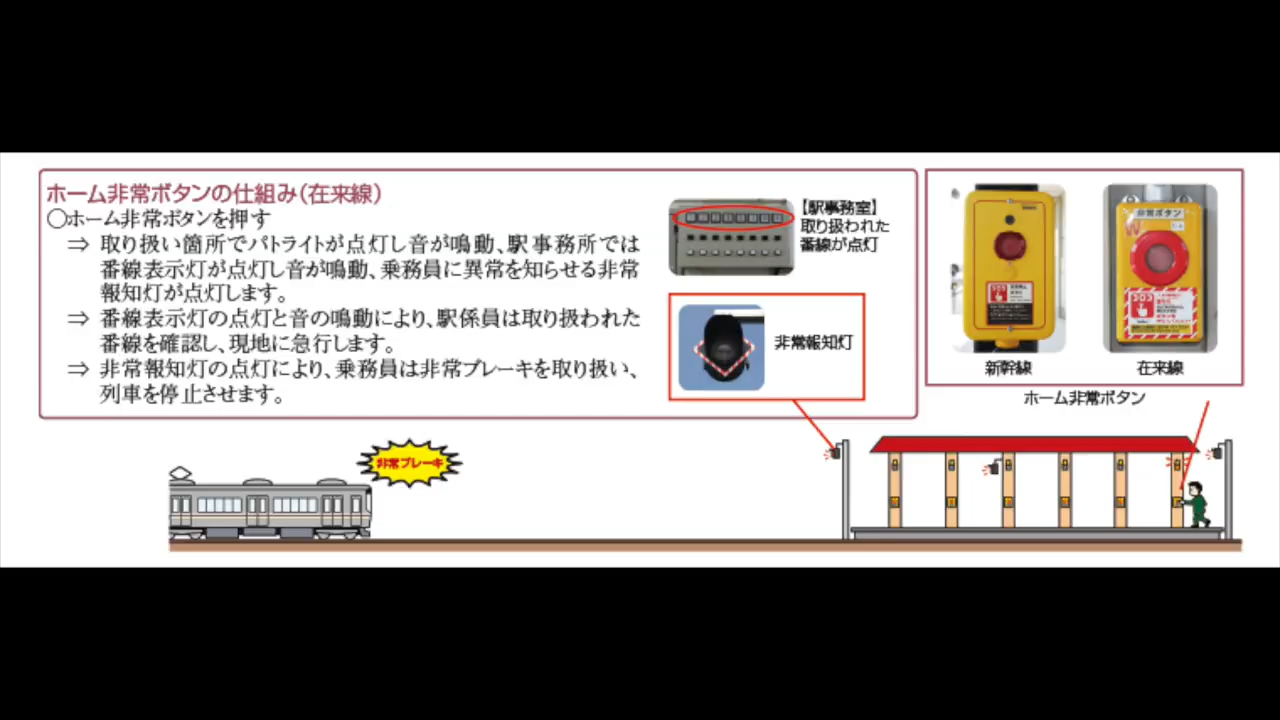 ホーム非常ボタンの仕組み(在来線)
〇ホーム非常ボタンを押す
⇒ 取り扱い箇所でパトライトが点灯し音が鳴動、駅事務所では
番線表示灯が点灯し音が鳴動、乗務員に異常を知らせる非常
報知灯が点灯します。
⇒ 番線表示灯の点灯と音の鳴動により、駅係員は取り扱われた
番線を確認し、現地に急行します。
⇒ 非常報知灯の点灯により、乗務員は非常ブレーキを取り扱い、
列車を停止させます。
【駅事務室】
取り扱われた
番線が点灯
非常報知灯
非常ボタン
SOS
SOS
新幹線
在来線
ホーム非常ボタン
非常ブレーキ